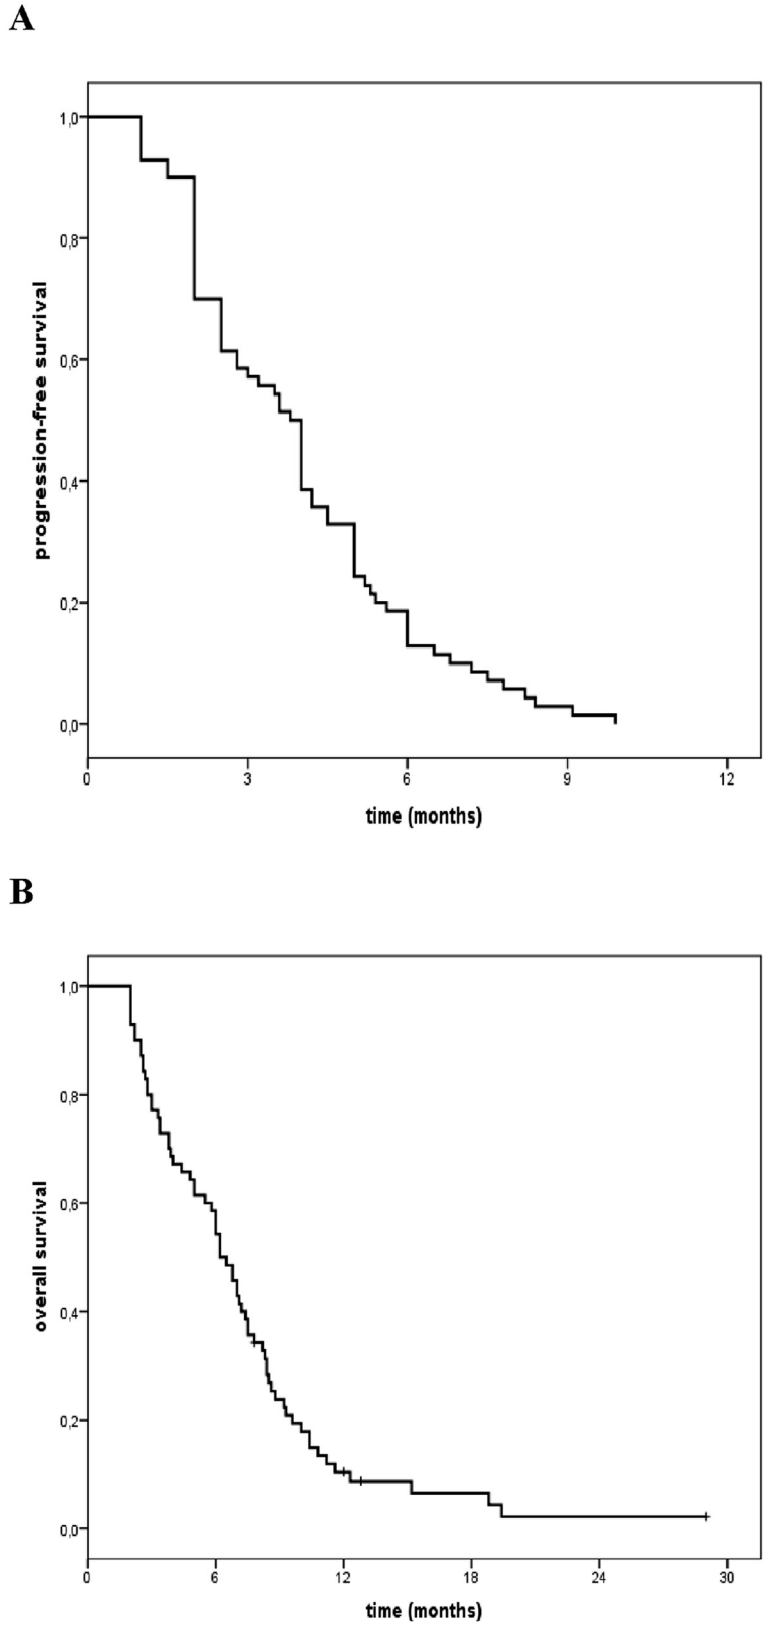 A
1,0
0,8
0,6
0,4
0,2
0,0
progression-free survival
0 3 6 9 12
time (months)
B
1,0
0,8
0,6
0,4
0,2
0,0
overall survival
0 6 12 18 24 30
time (months)